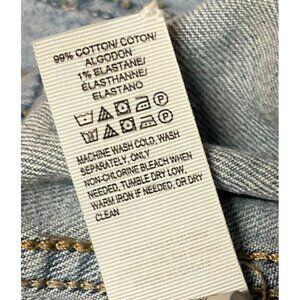 99% COTTON/ COTON/
ALGODON
1% ELASTANE/
ÉLASTHANNE/
ELASTANO
MACHINE WASH COLD, WASH
SEPARATELY, ONLY
NON-CHLORINE BLEACH WHEN
NEEDED, TUMBLE DRY LOW,
WARM IRON IF NEEDED, OR DRY
CLEAN